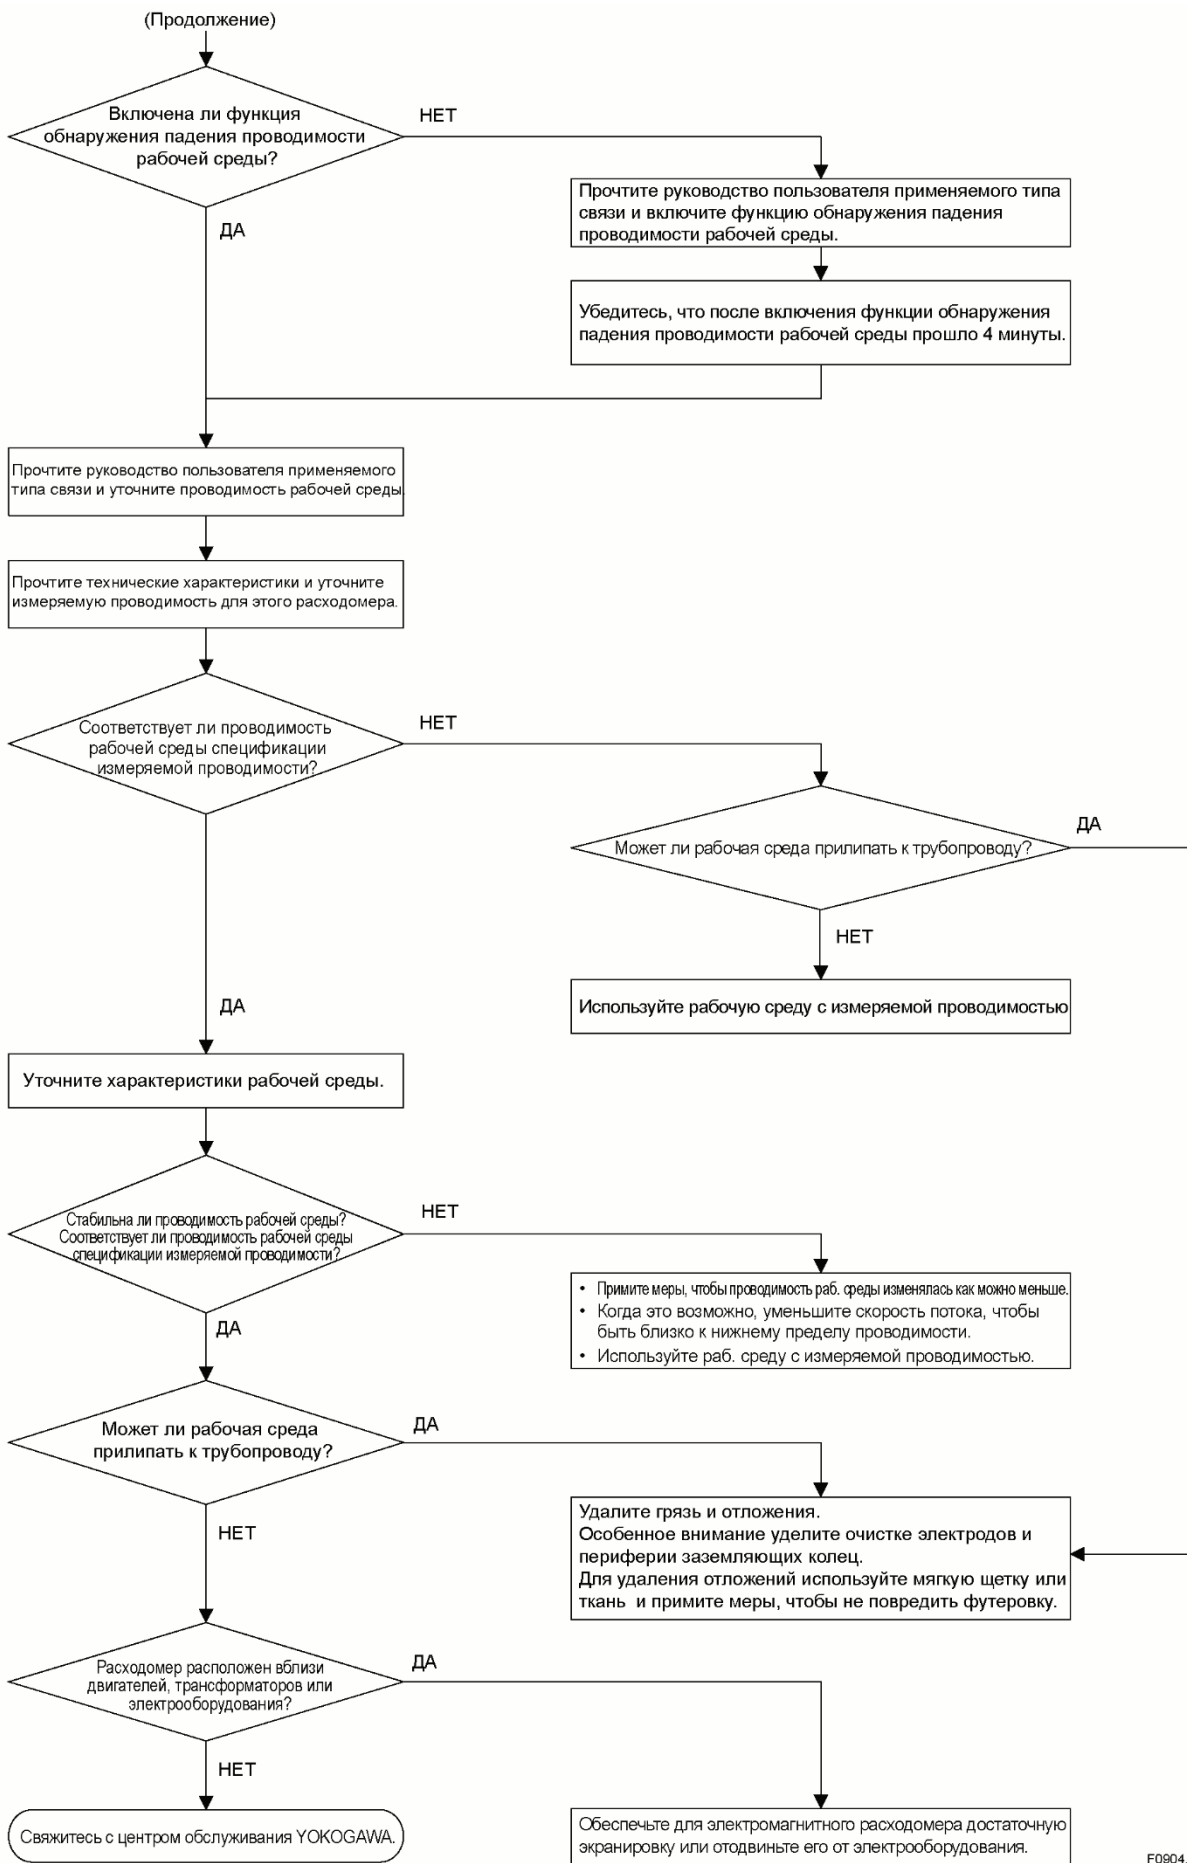 (Продолжение)
Включена ли функция
обнаружения падения проводимости
рабочей среды?
НЕТ
ДА
Прочтите руководство пользователя применяемого типа
связи и включите функцию обнаружения падения
проводимости рабочей среды.
Убедитесь, что после включения функции обнаружения
падения проводимости рабочей среды прошло 4 минуты.
Прочтите руководство пользователя применяемого
типа связи и уточните проводимость рабочей среды.
Прочтите технические характеристики и уточните
измеряемую проводимость для этого расходомера.
Соответствует ли проводимость
рабочей среды спецификации
измеряемой проводимости?
НЕТ
ДА
Может ли рабочая среда прилипать к трубопроводу?
ДА
НЕТ
Используйте рабочую среду с измеряемой проводимостью
Уточните характеристики рабочей среды.
Стабильна ли проводимость рабочей среды?
Соответствует ли проводимость рабочей среды
спецификации измеряемой проводимости?
НЕТ
ДА
• Примите меры, чтобы проводимость раб. среды изменялась как можно меньше.
• Когда это возможно, уменьшите скорость потока, чтобы
быть близко к нижнему пределу проводимости.
• Используйте раб. среду с измеряемой проводимостью.
Может ли рабочая среда
прилипать к трубопроводу?
ДА
НЕТ
Удалите грязь и отложения.
Особенное внимание уделите очистке электродов и
периферии заземляющих колец.
Для удаления отложений используйте мягкую щетку или
ткань и примите меры, чтобы не повредить футеровку.
Расходомер расположен вблизи
двигателей, трансформаторов или
электрооборудования?
ДА
НЕТ
Свяжитесь с центром обслуживания YOKOGAWA.
Обеспечьте для электромагнитного расходомера достаточную
экранировку или отодвиньте его от электрооборудования.
F0904.